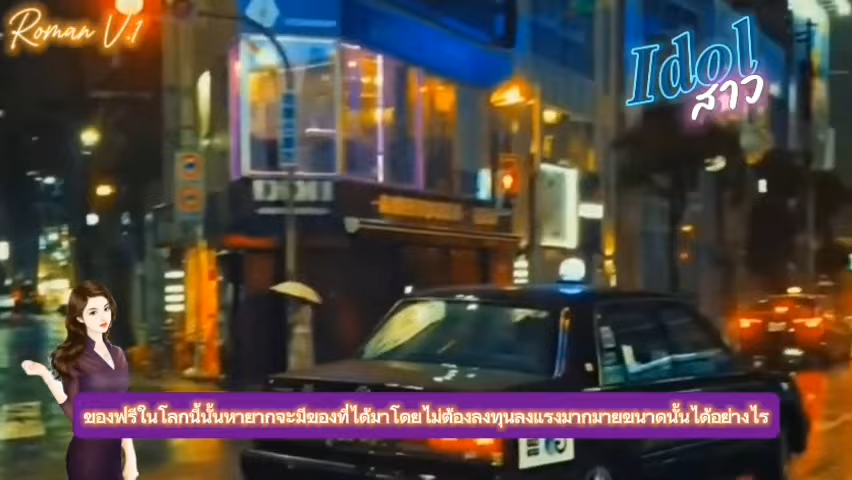 Roman V.1
Idol
สาว
ของฟรีในโลกนี้นั้นหายากจะมีของที่ได้มาโดยไม่ต้องลงทุนลงแรงมากมายขนาดนั้นได้อย่างไร